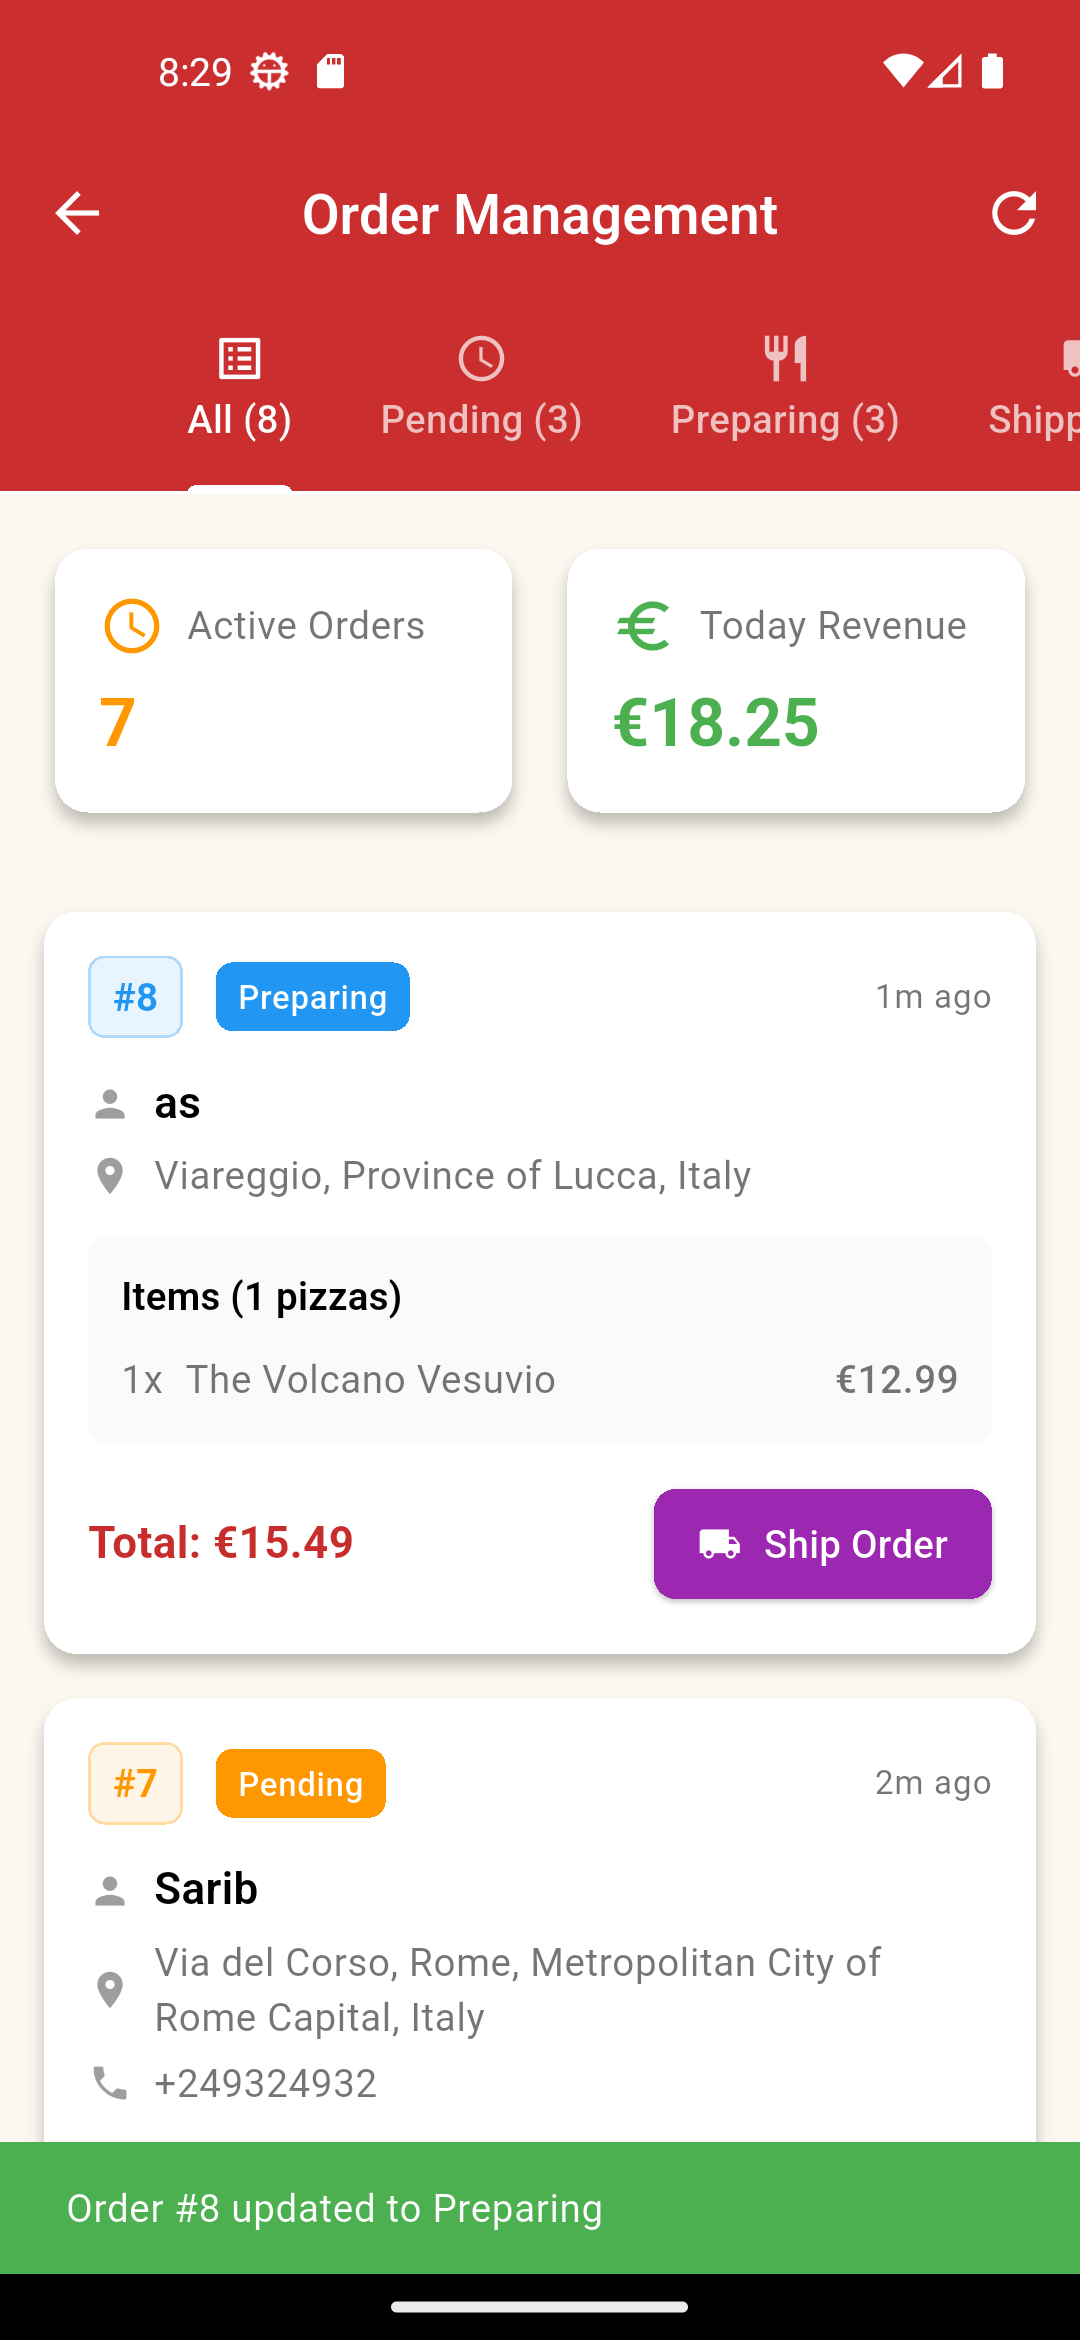 8:29
Order Management
All (8)
Pending (3)
Preparing (3)
Shipp
Active Orders
7
Today Revenue
€18.25
#8
Preparing
1m ago
as
Viareggio, Province of Lucca, Italy
Items (1 pizzas)
1x The Volcano Vesuvio €12.99
Total: €15.49
Ship Order
#7
Pending
2m ago
Sarib
Via del Corso, Rome, Metropolitan City of
Rome Capital, Italy
+249324932
Order #8 updated to Preparing